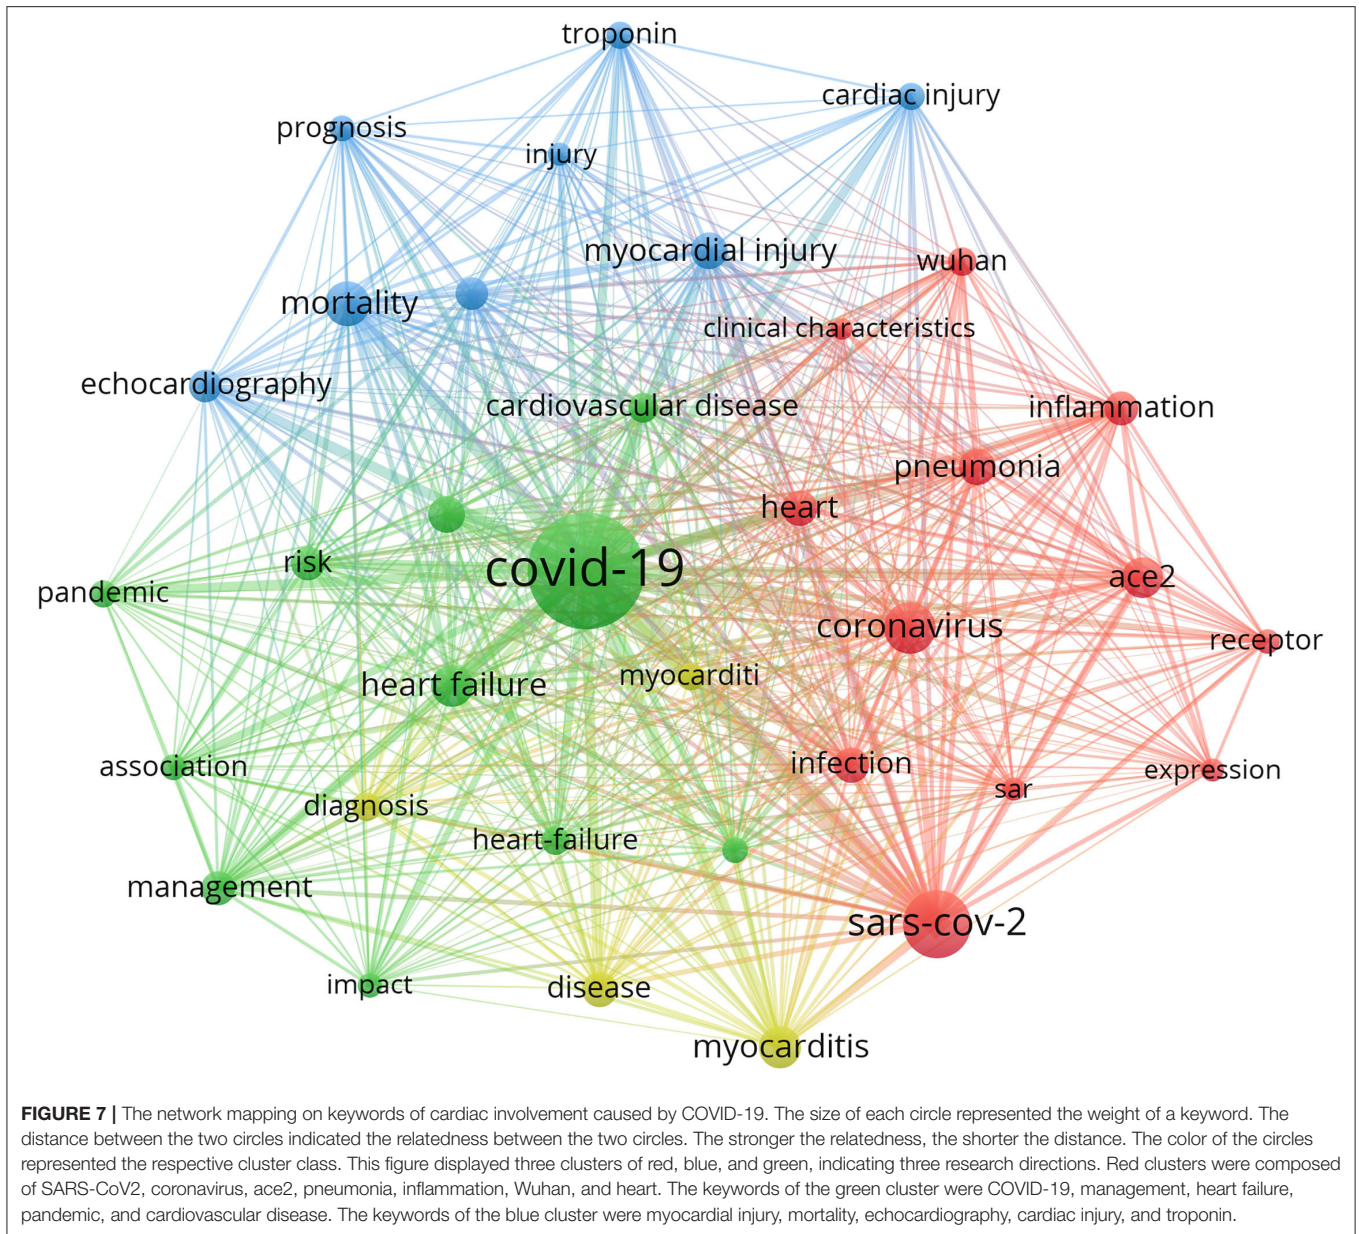 troponin
cardiac injury
prognosis
injury
myocardial injury
wuhan
mortality
clinical characteristics
echocardiography
cardiovascular disease
inflammation
pneumonia
heart
risk
covid-19
pandemic
ace2
coronavirus
receptor
myocarditi
heart failure
infection
association
expression
sar
diagnosis
heart-failure
management
sars-cov-2
impact
disease
myocarditis
FIGURE 7 | The network mapping on keywords of cardiac involvement caused by COVID-19. The size of each circle represented the weight of a keyword. The
distance between the two circles indicated the relatedness between the two circles. The stronger the relatedness, the shorter the distance. The color of the circles
represented the respective cluster class. This figure displayed three clusters of red, blue, and green, indicating three research directions. Red clusters were composed
of SARS-CoV2, coronavirus, ace2, pneumonia, inflammation, Wuhan, and heart. The keywords of the green cluster were COVID-19, management, heart failure,
pandemic, and cardiovascular disease. The keywords of the blue cluster were myocardial injury, mortality, echocardiography, cardiac injury, and troponin.